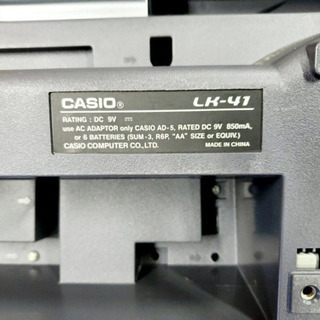 CASIO® LK-41
RATING : DC 9V ⎓
use AC ADAPTOR only CASIO AD-5, RATED DC 9V 850mA,
or 6 BATTERIES (SUM-3, R6P, "AA" SIZE or EQUIV.)
CASIO COMPUTER CO.,LTD. MADE IN CHINA